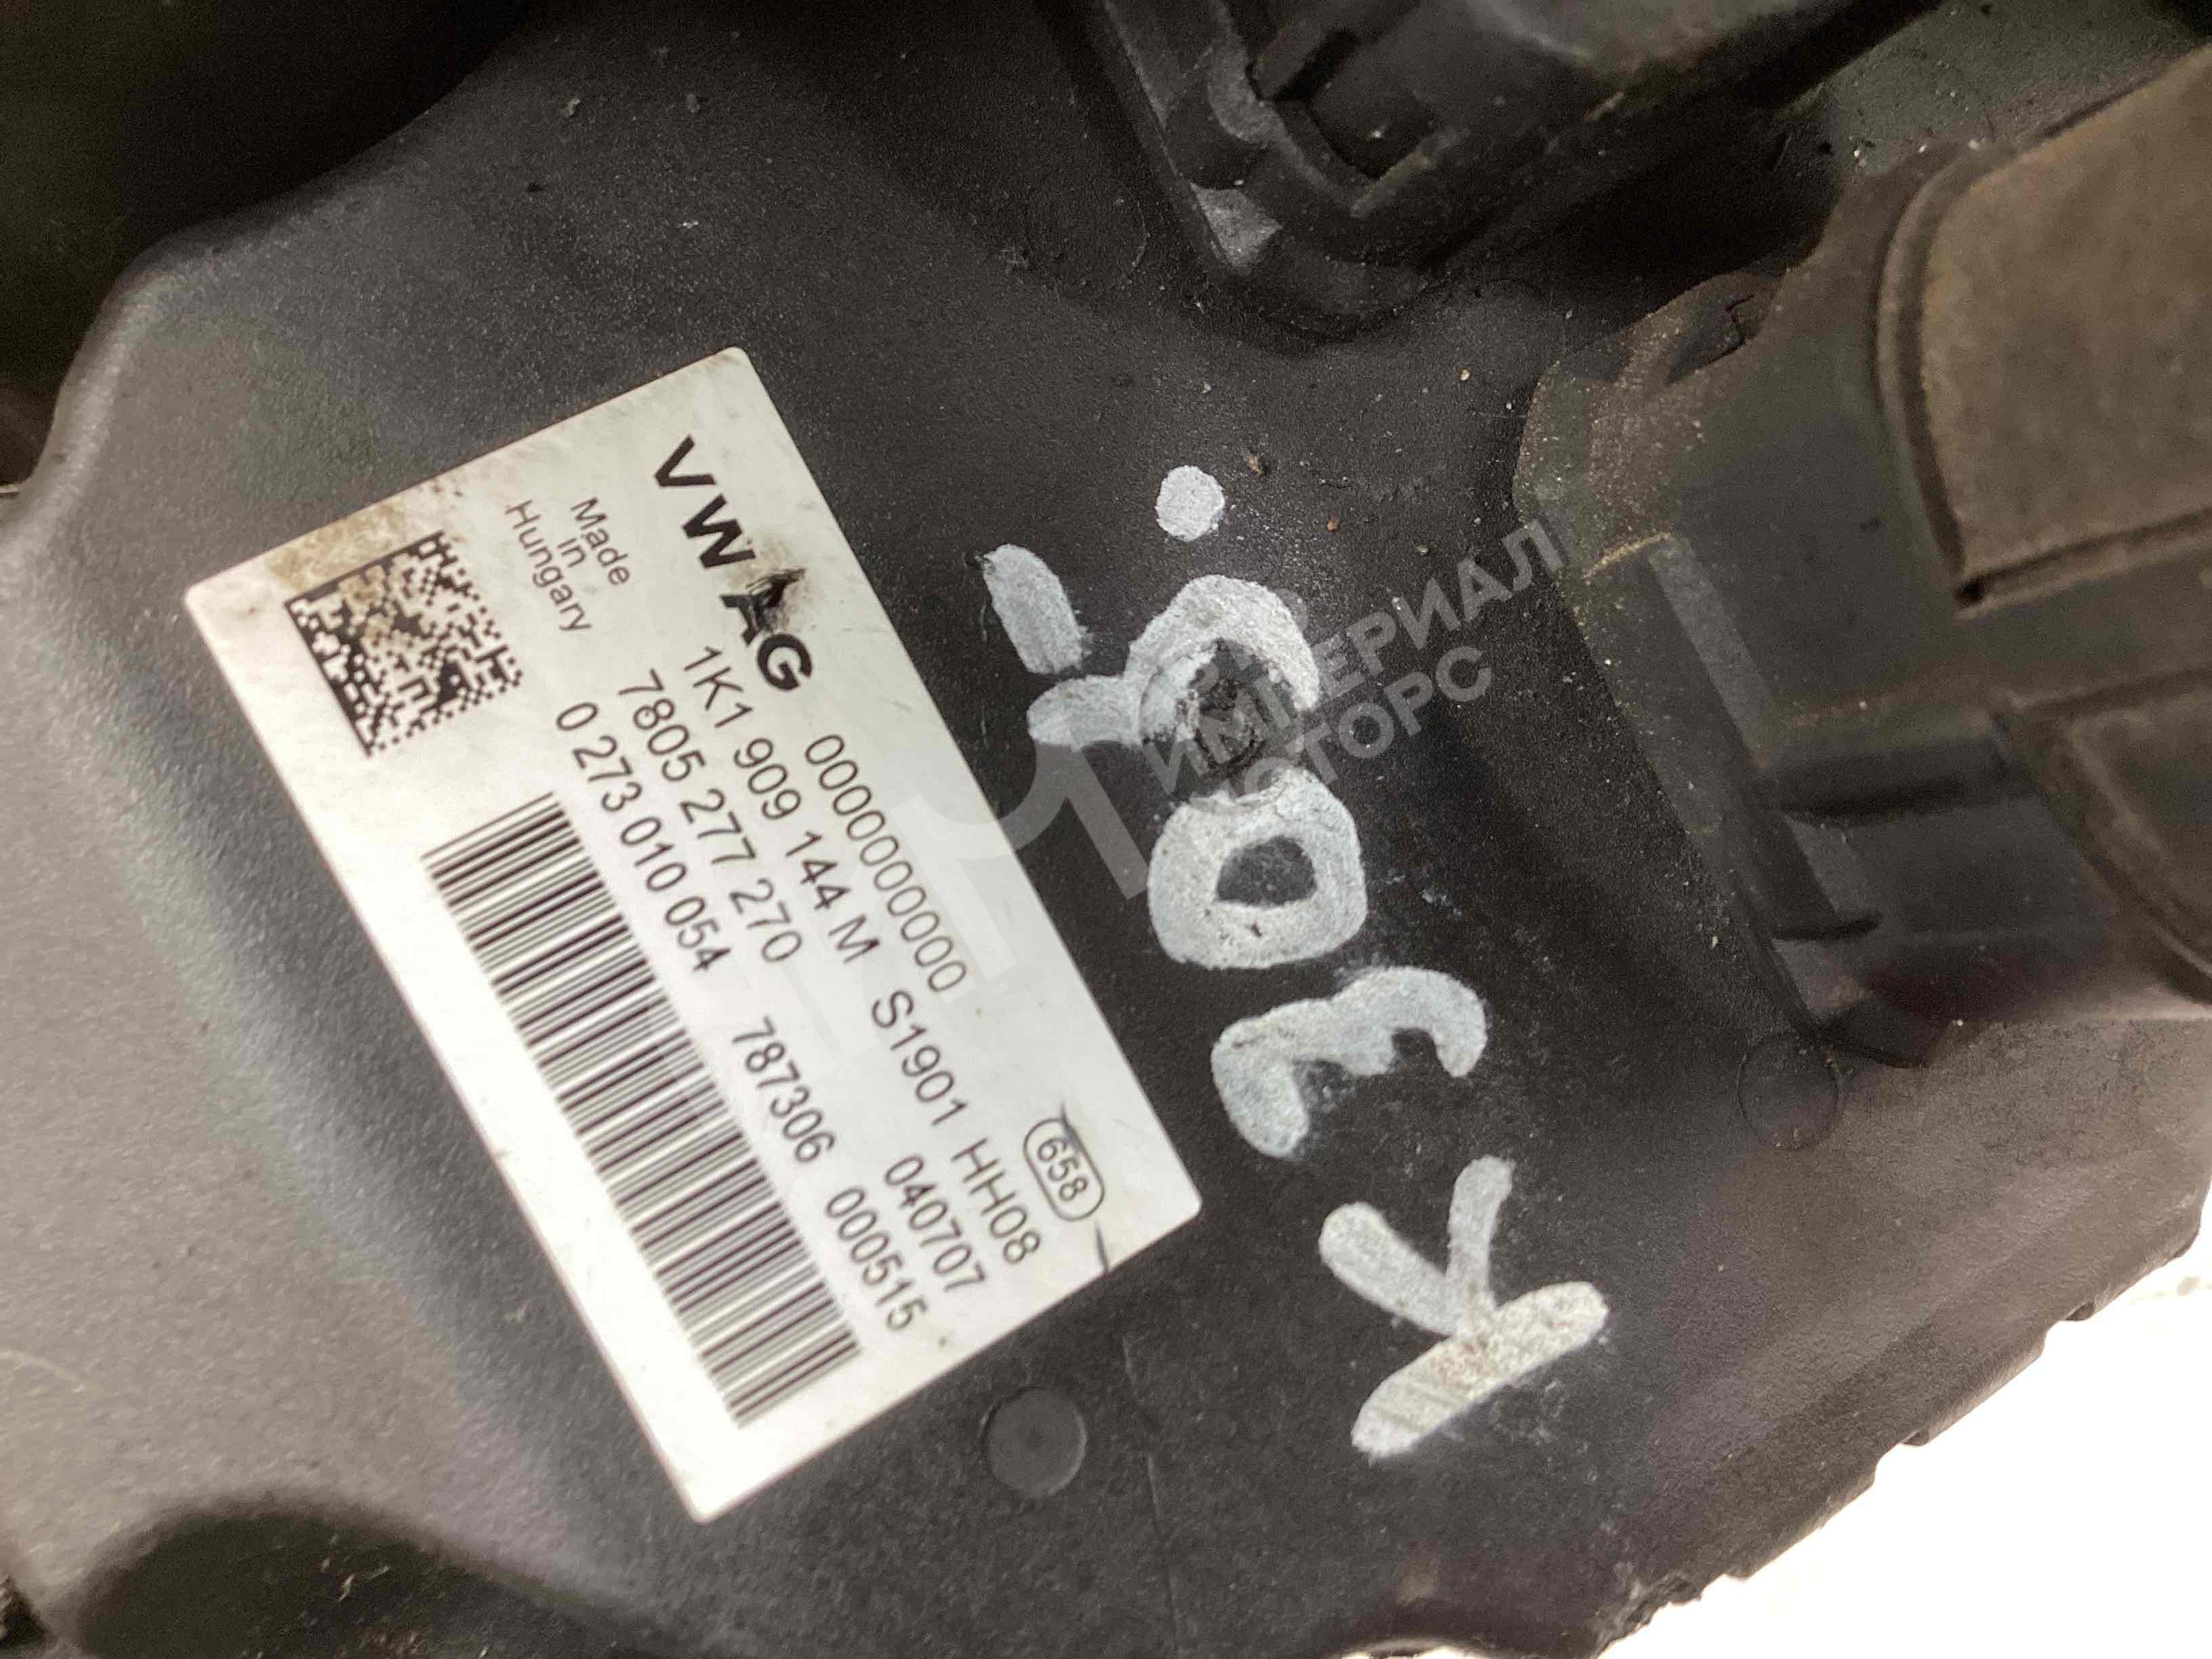 VW AG 0000000000
658
1K1 909 144 M S1901 HH08
Made
in
Hungary
7805 277 270 040707
0 273 010 054 787306 000515
ИМПЕРИАЛ
МОТОРС